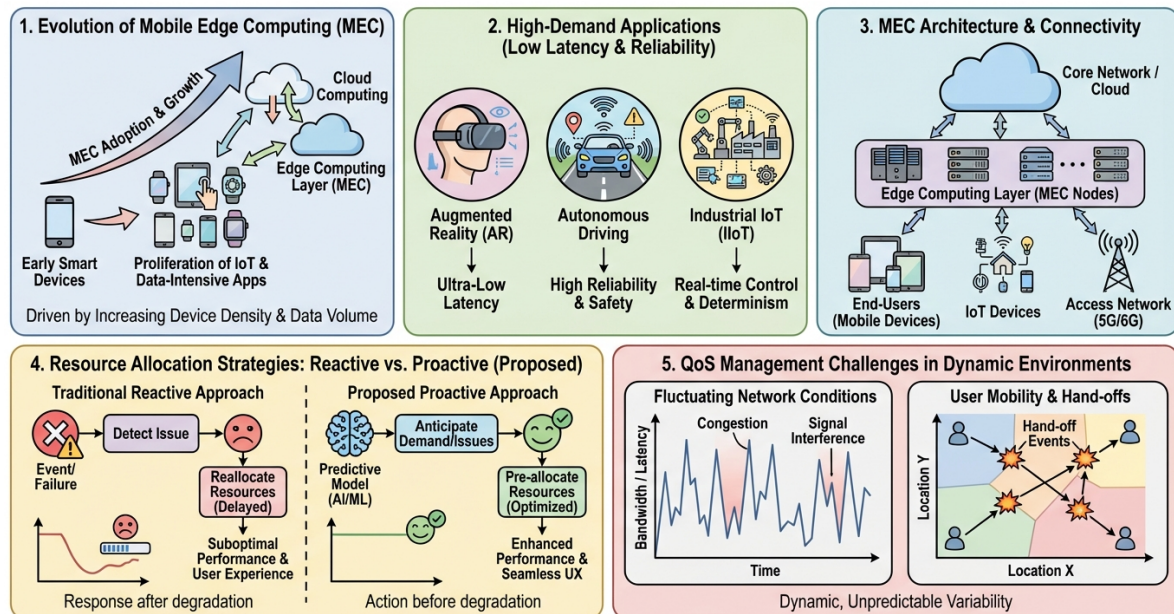 1. Evolution of Mobile Edge Computing (MEC)
MEC Adoption & Growth
Cloud
Computing
Edge Computing
Layer (MEC)
Early Smart
Devices
Proliferation of IoT &
Data-Intensive Apps
Driven by Increasing Device Density & Data Volume
2. High-Demand Applications
(Low Latency & Reliability)
Augmented
Reality (AR)
Ultra-Low
Latency
Autonomous
Driving
High Reliability
& Safety
Industrial IoT
(IIoT)
Real-time Control
& Determinism
3. MEC Architecture & Connectivity
Core Network /
Cloud
Edge Computing Layer (MEC Nodes)
End-Users
(Mobile Devices)
IoT Devices
Access Network
(5G/6G)
4. Resource Allocation Strategies: Reactive vs. Proactive (Proposed)
Traditional Reactive Approach
Event/
Failure
Detect Issue
Reallocate
Resources
(Delayed)
Suboptimal
Performance &
User Experience
Response after degradation
Proposed Proactive Approach
Predictive
Model
(AI/ML)
Anticipate
Demand/Issues
Pre-allocate
Resources
(Optimized)
Enhanced
Performance &
Seamless UX
Action before degradation
5. QoS Management Challenges in Dynamic Environments
Fluctuating Network Conditions
Congestion
Signal
Interference
Bandwidth / Latency
Time
User Mobility & Hand-offs
Hand-off
Events
Location Y
Location X
Dynamic, Unpredictable Variability